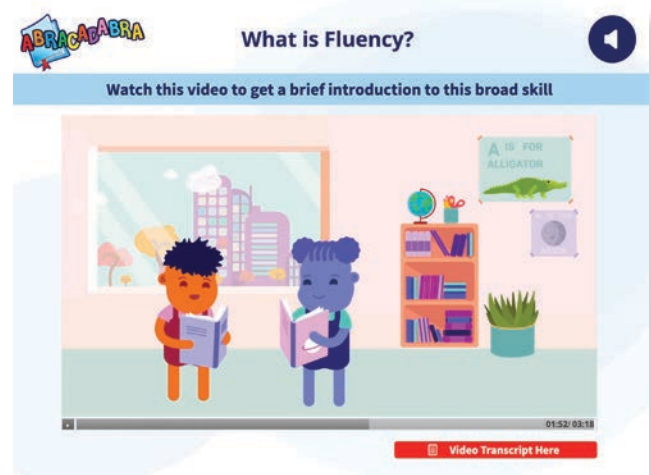 ABRACADABRA
What is Fluency?
Watch this video to get a brief introduction to this broad skill
A IS FOR
ALLIGATOR
01:52/ 03:18
Video Transcript Here